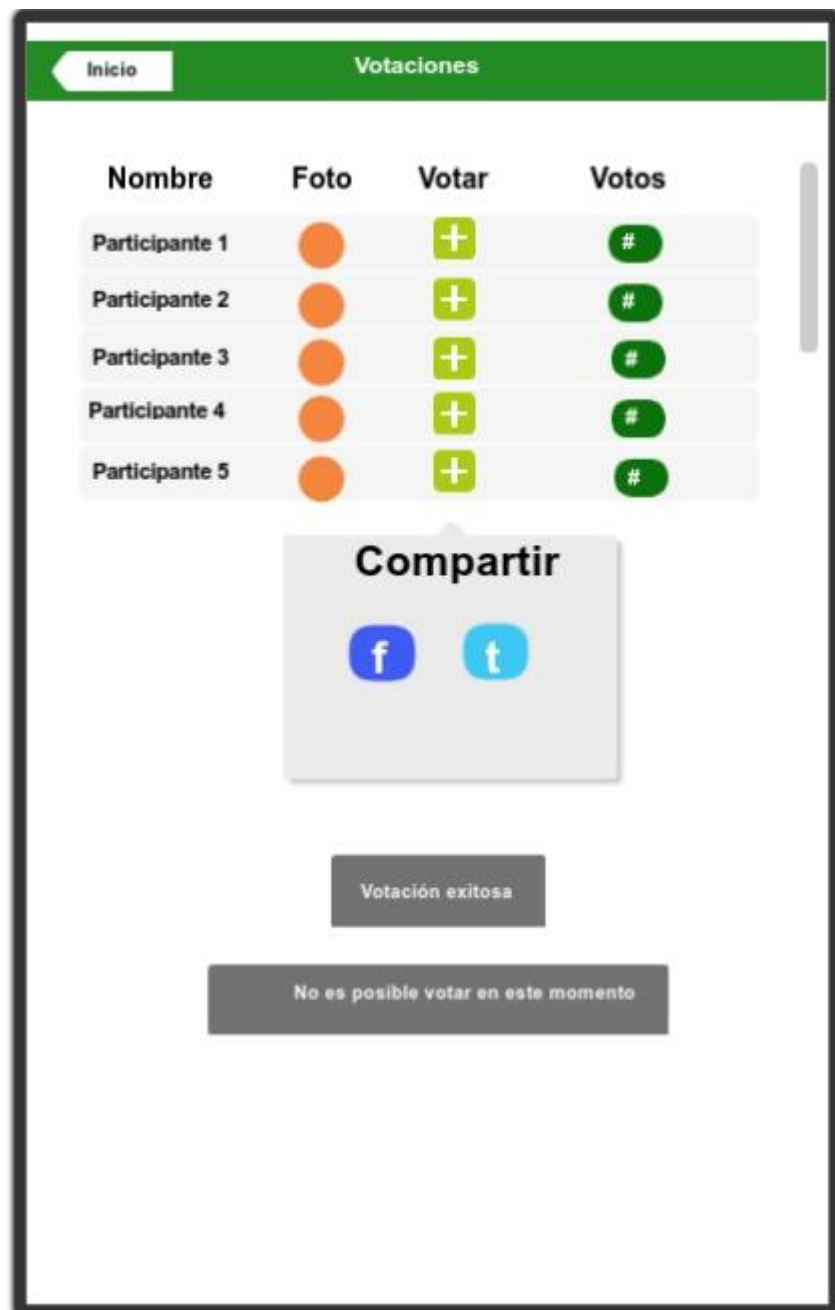 Inicio Votaciones
Nombre Foto Votar Votos
Participante 1 + #
Participante 2 + #
Participante 3 + #
Participante 4 + #
Participante 5 + #
Compartir
f t
Votación exitosa
No es posible votar en este momento